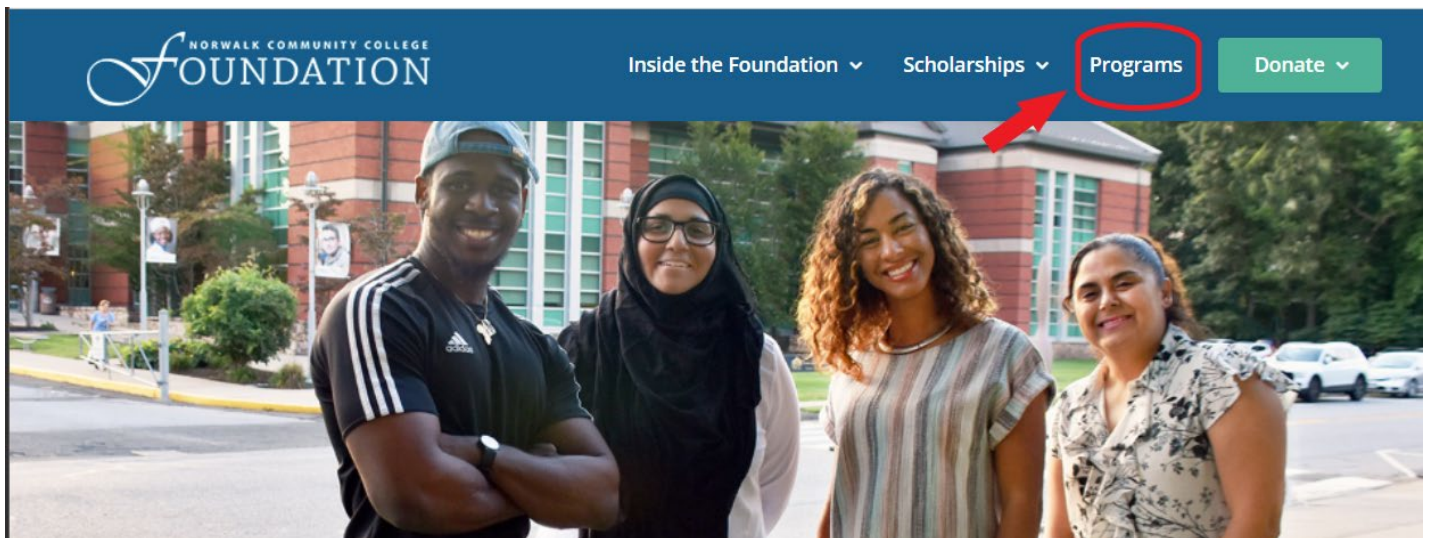 NORWALK COMMUNITY COLLEGE
FOUNDATION
Inside the Foundation
Scholarships
Programs
Donate
adidas